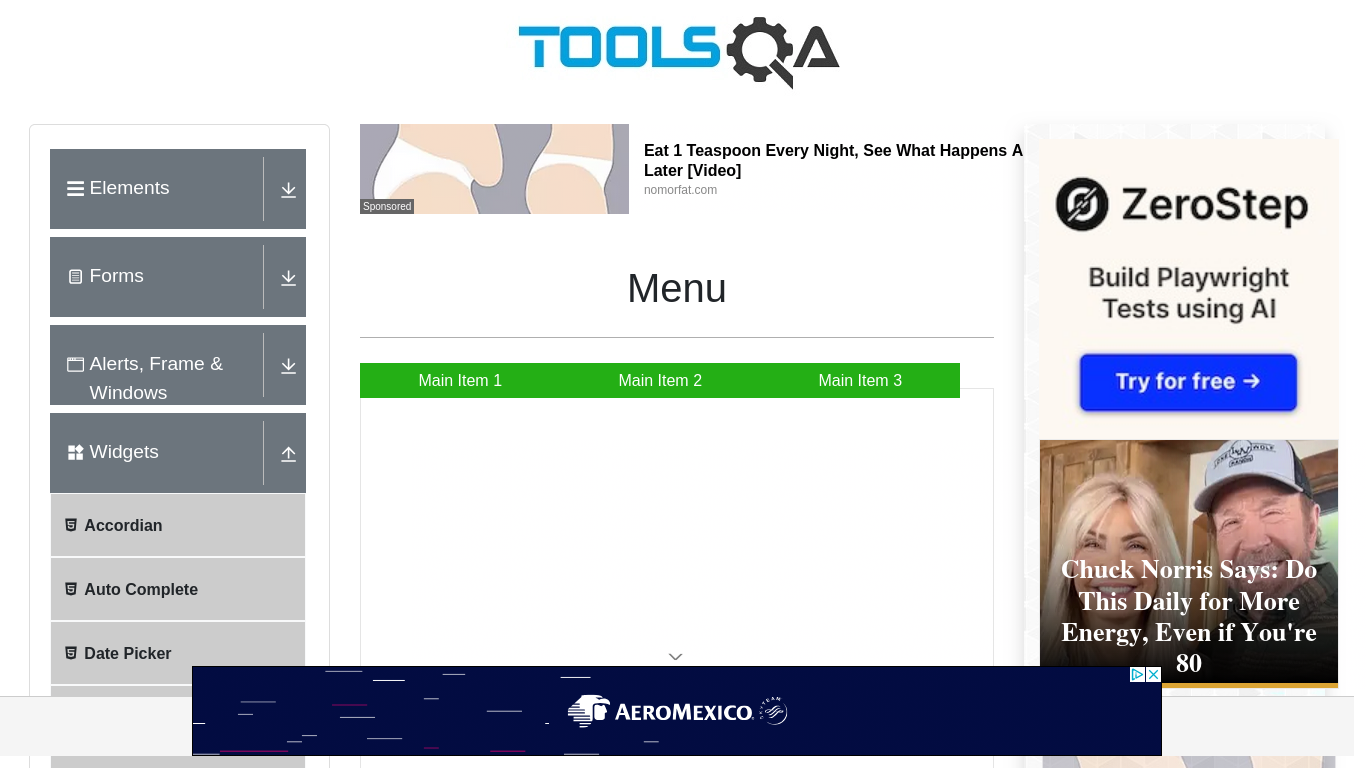 TOOLSQA
Elements
Forms
Alerts, Frame &
Windows
Widgets
Accordian
Auto Complete
Date Picker
Sponsored
Eat 1 Teaspoon Every Night, See What Happens A
Later [Video]
nomorfat.com
Menu
Main Item 1
Main Item 2
Main Item 3
ZeroStep
Build Playwright
Tests using AI
Try for free →
Chuck Norris Says: Do
This Daily for More
Energy, Even if You're
80
AEROMEXICO.